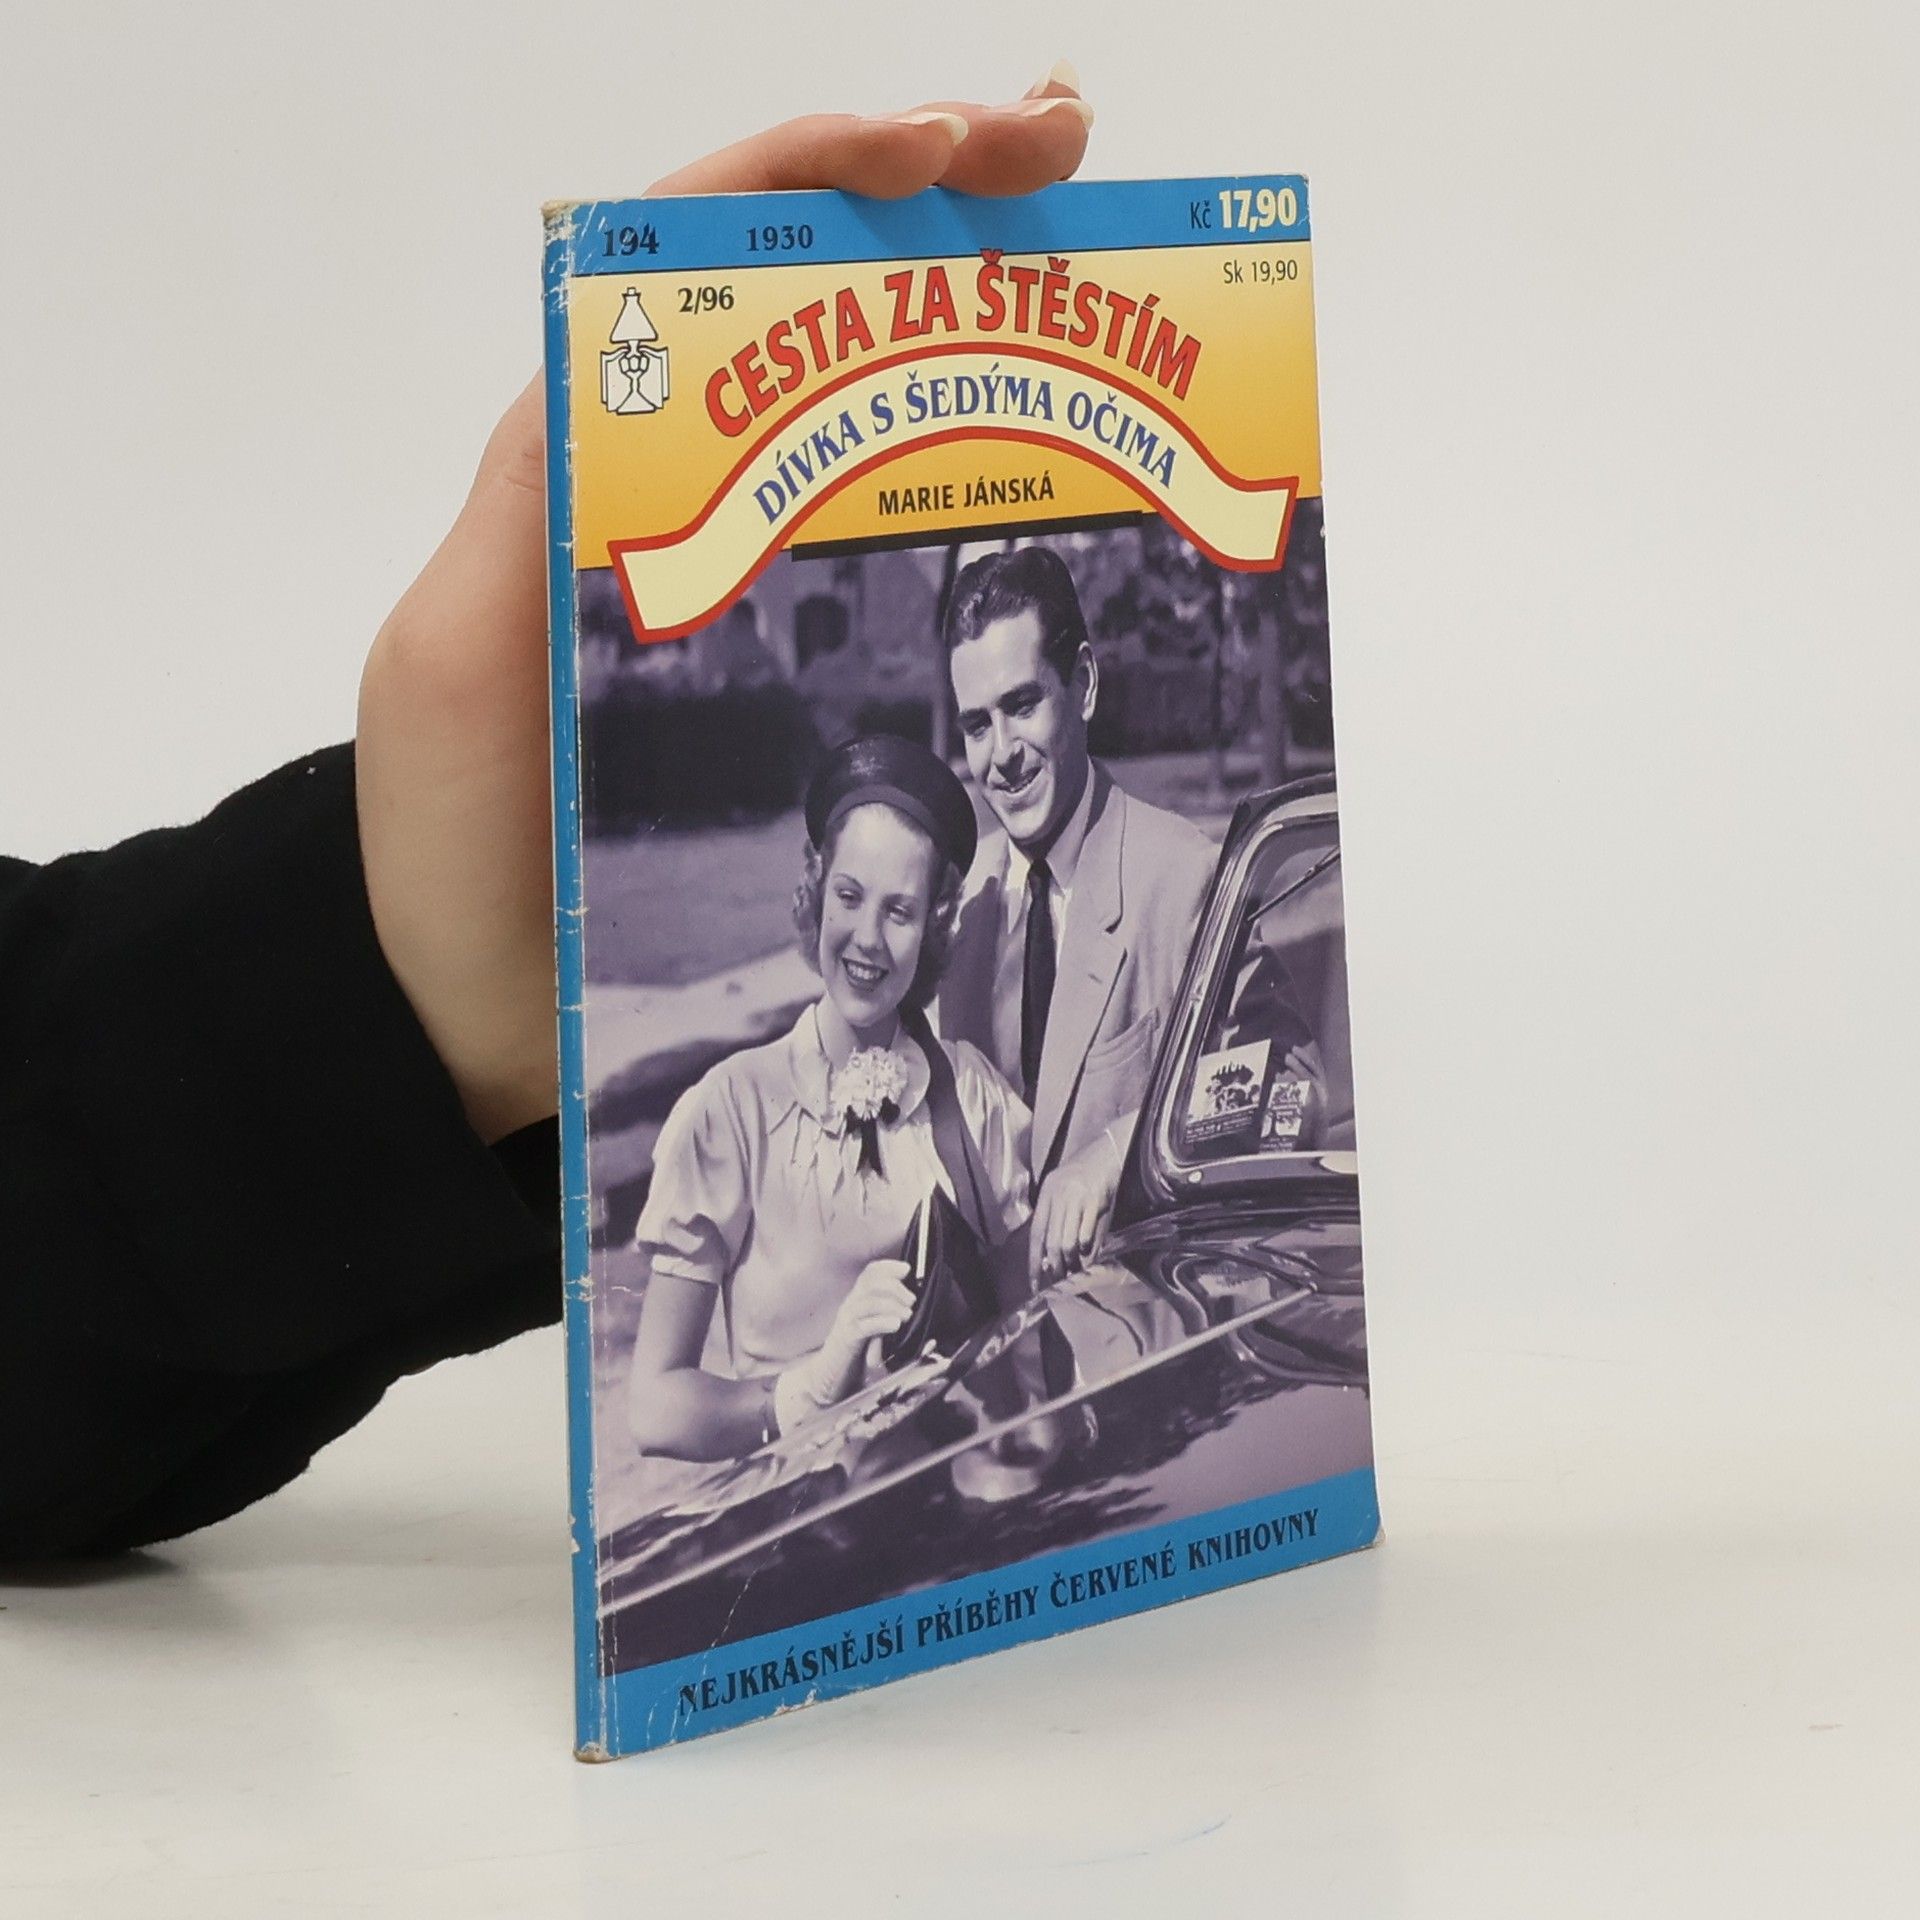 194 1930 Kč 17,90
Sk 19,90
2/96
CESTA ZA ŠTĚSTÍM
DÍVKA S ŠEDÝMA OČIMA
MARIE JÁNSKÁ
NEJKRÁSNĚJŠÍ PŘÍBĚHY ČERVENÉ KNIHOVNY